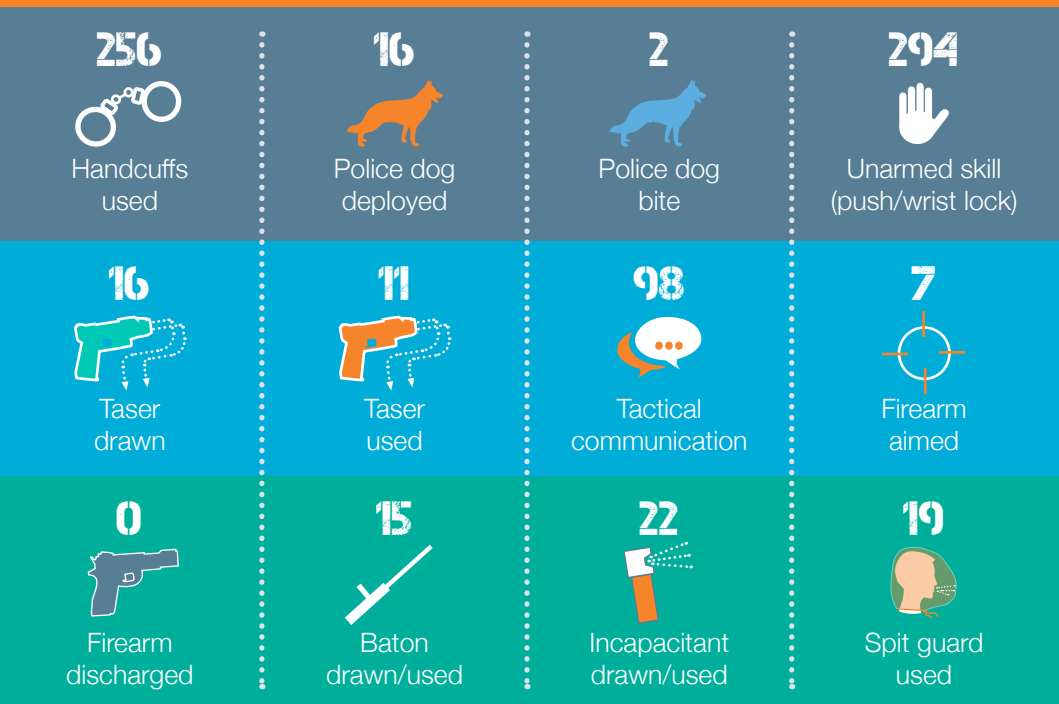 256
Handcuffs
used
16
Police dog
deployed
2
Police dog
bite
294
Unarmed skill
(push/wrist lock)
16
Taser
drawn
11
Taser
used
98
Tactical
communication
7
Firearm
aimed
0
Firearm
discharged
15
Baton
drawn/used
22
Incapacitant
drawn/used
19
Spit guard
used